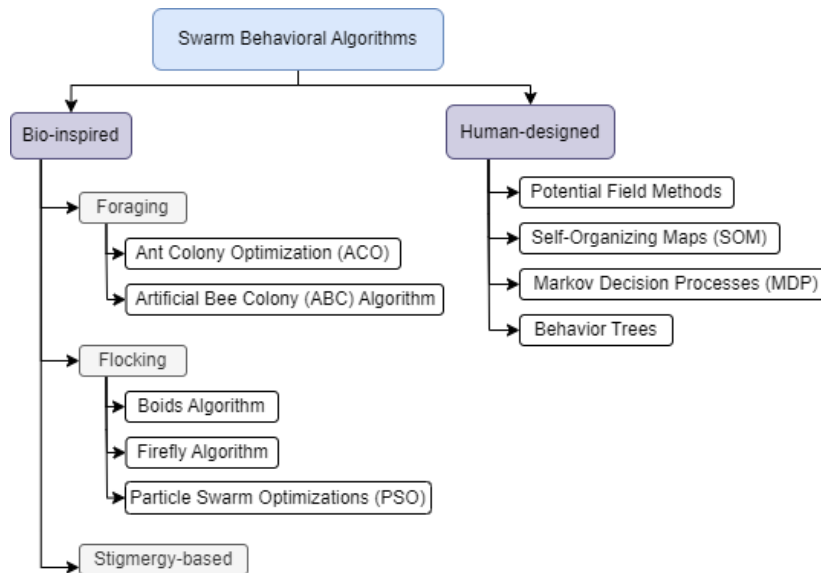 Swarm Behavioral Algorithms
Bio-inspired
Foraging
Ant Colony Optimization (ACO)
Artificial Bee Colony (ABC) Algorithm
Flocking
Boids Algorithm
Firefly Algorithm
Particle Swarm Optimizations (PSO)
Stigmergy-based
Human-designed
Potential Field Methods
Self-Organizing Maps (SOM)
Markov Decision Processes (MDP)
Behavior Trees